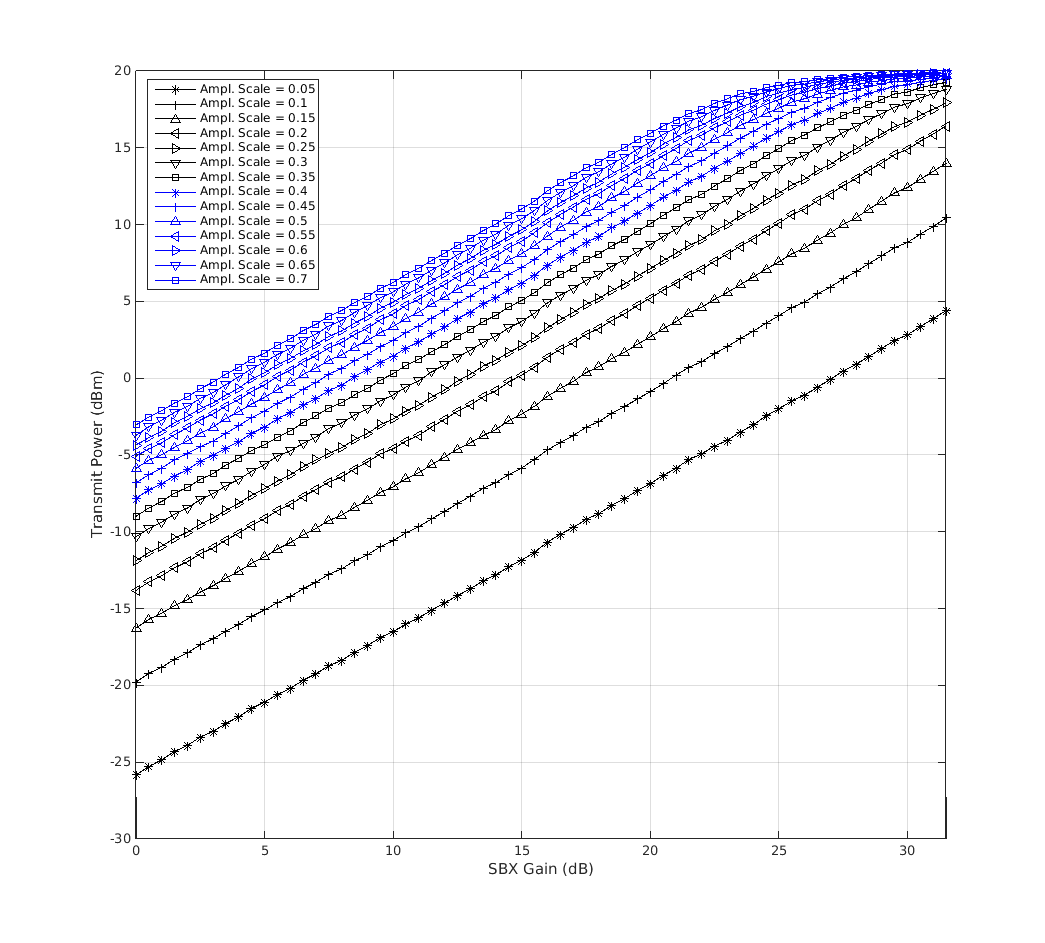 20
15
10
5
0
-5
-10
-15
-20
-25
-30
Transmit Power (dBm)
Ampl. Scale = 0.05
Ampl. Scale = 0.1
Ampl. Scale = 0.15
Ampl. Scale = 0.2
Ampl. Scale = 0.25
Ampl. Scale = 0.3
Ampl. Scale = 0.35
Ampl. Scale = 0.4
Ampl. Scale = 0.45
Ampl. Scale = 0.5
Ampl. Scale = 0.55
Ampl. Scale = 0.6
Ampl. Scale = 0.65
Ampl. Scale = 0.7
0 5 10 15 20 25 30
SBX Gain (dB)